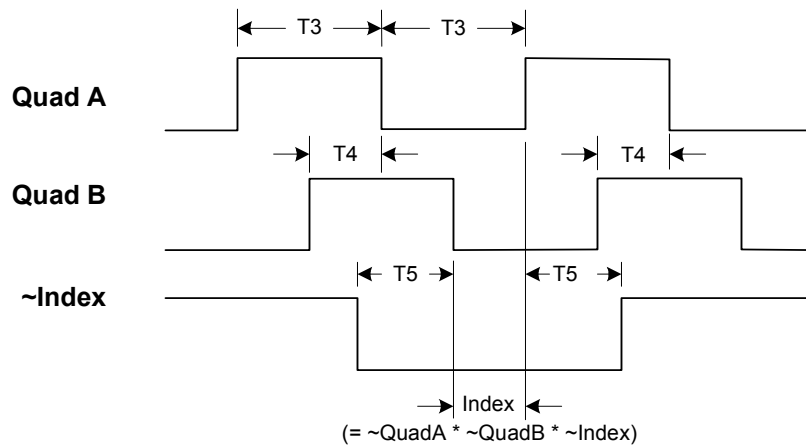 T3 T3
Quad A
T4 T4
Quad B
T5 T5
~Index
Index
(= ~QuadA * ~QuadB * ~Index)